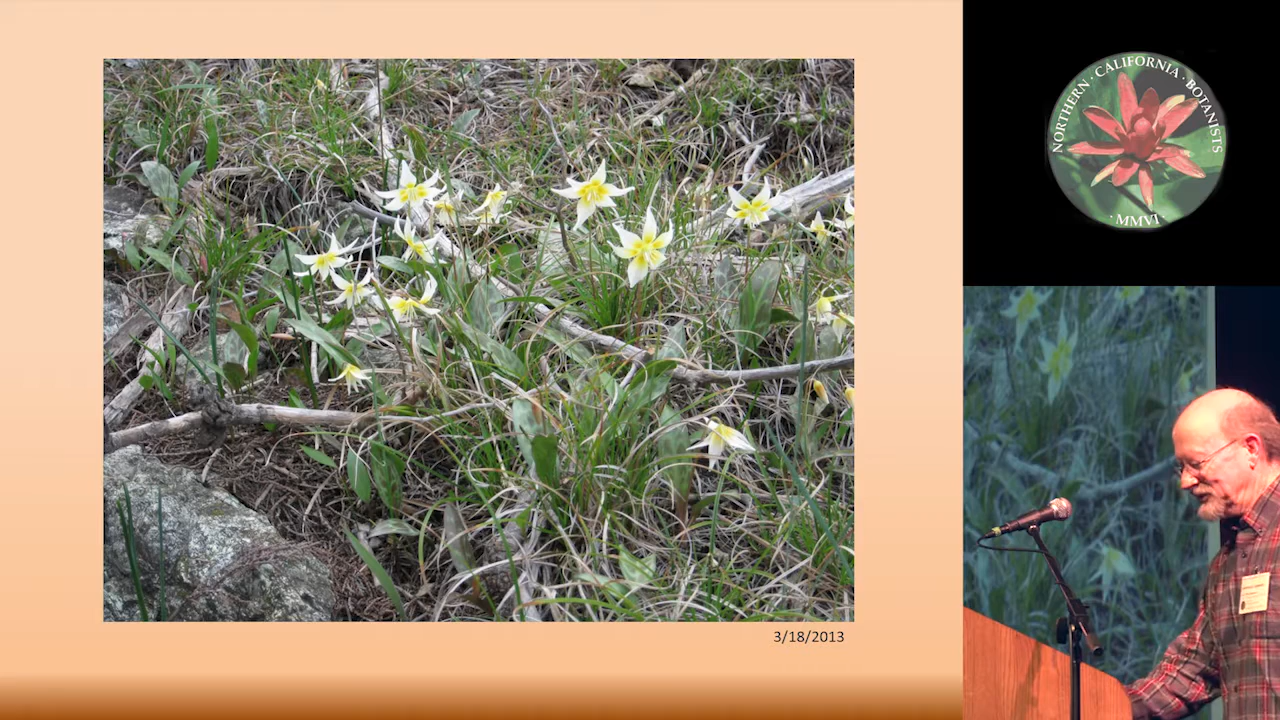 NORTHERN · CALIFORNIA · BOTANISTS
· MMVI ·
3/18/2013